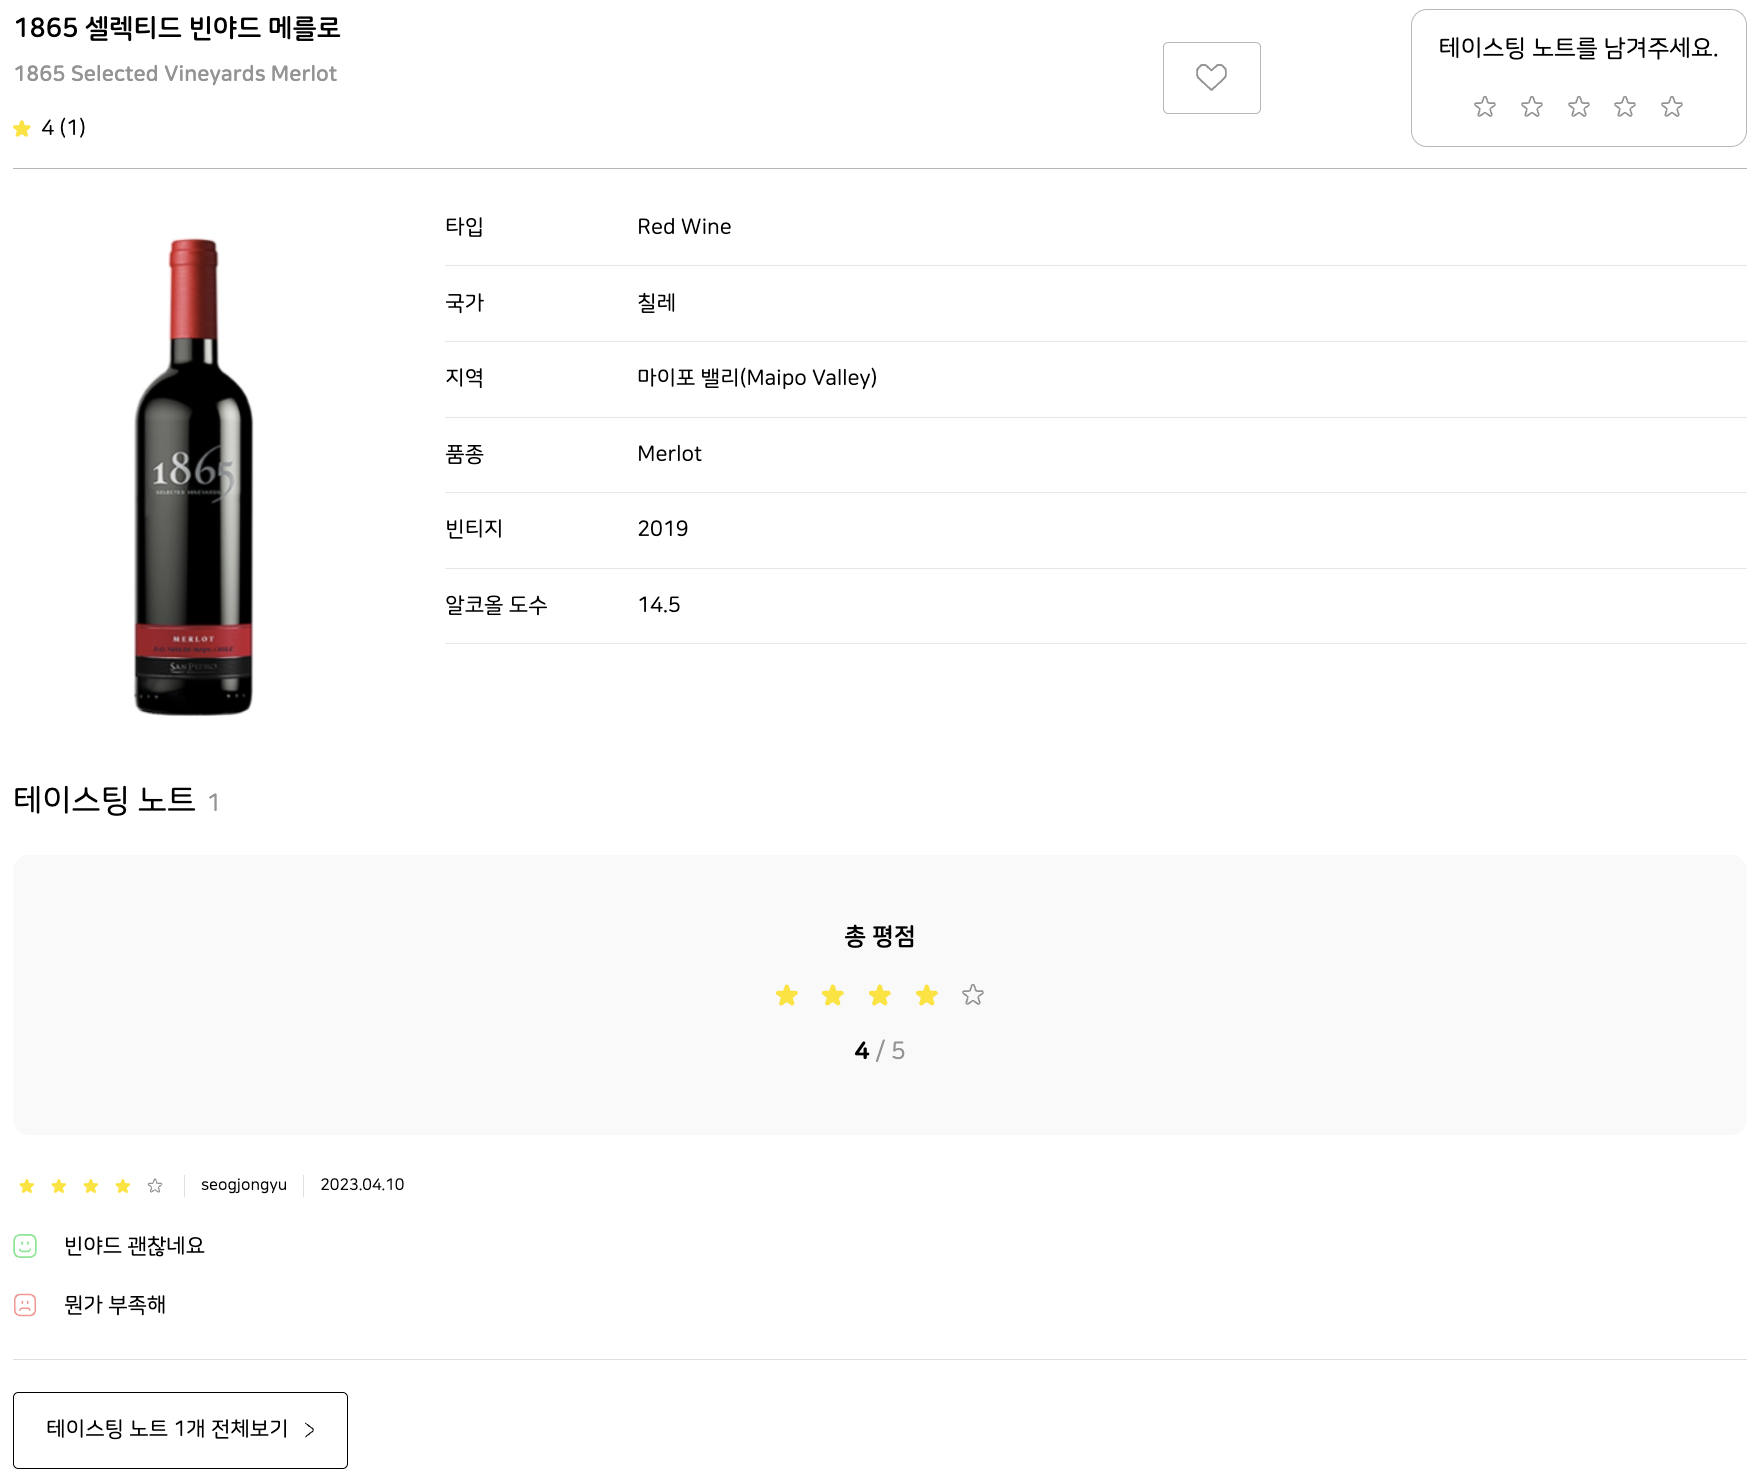 1865 셀렉티드 빈야드 메를로
1865 Selected Vineyards Merlot
4 (1)
테이스팅 노트를 남겨주세요.
타입 Red Wine
국가 칠레
지역 마이포 밸리(Maipo Valley)
품종 Merlot
빈티지 2019
알코올 도수 14.5
1865
SELECTED VINEYARDS
MERLOT
SAN PEDRO
테이스팅 노트 1
총 평점
4 / 5
seogjongyu 2023.04.10
빈야드 괜찮네요
뭔가 부족해
테이스팅 노트 1개 전체보기 >